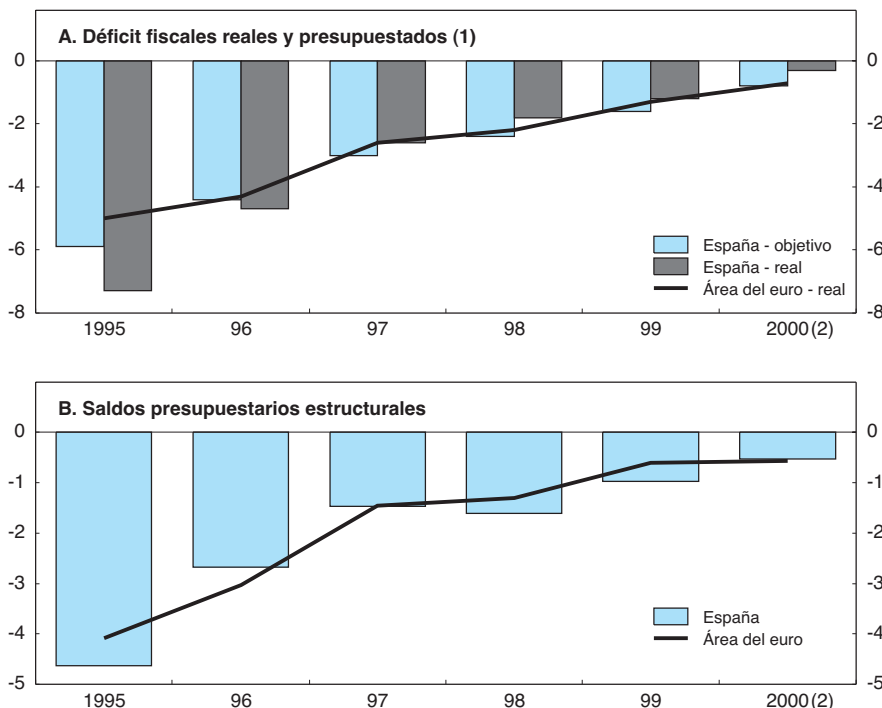 A. Déficit fiscales reales y presupuestados (1)
0 0
-2 -2
-4 -4
-6 -6
España - objetivo
España - real
Área del euro - real
-8 -8
1995 96 97 98 99 2000 (2)
B. Saldos presupuestarios estructurales
0 0
-1 -1
-2 -2
-3 -3
España
Área del euro
-4 -4
-5 -5
1995 96 97 98 99 2000 (2)